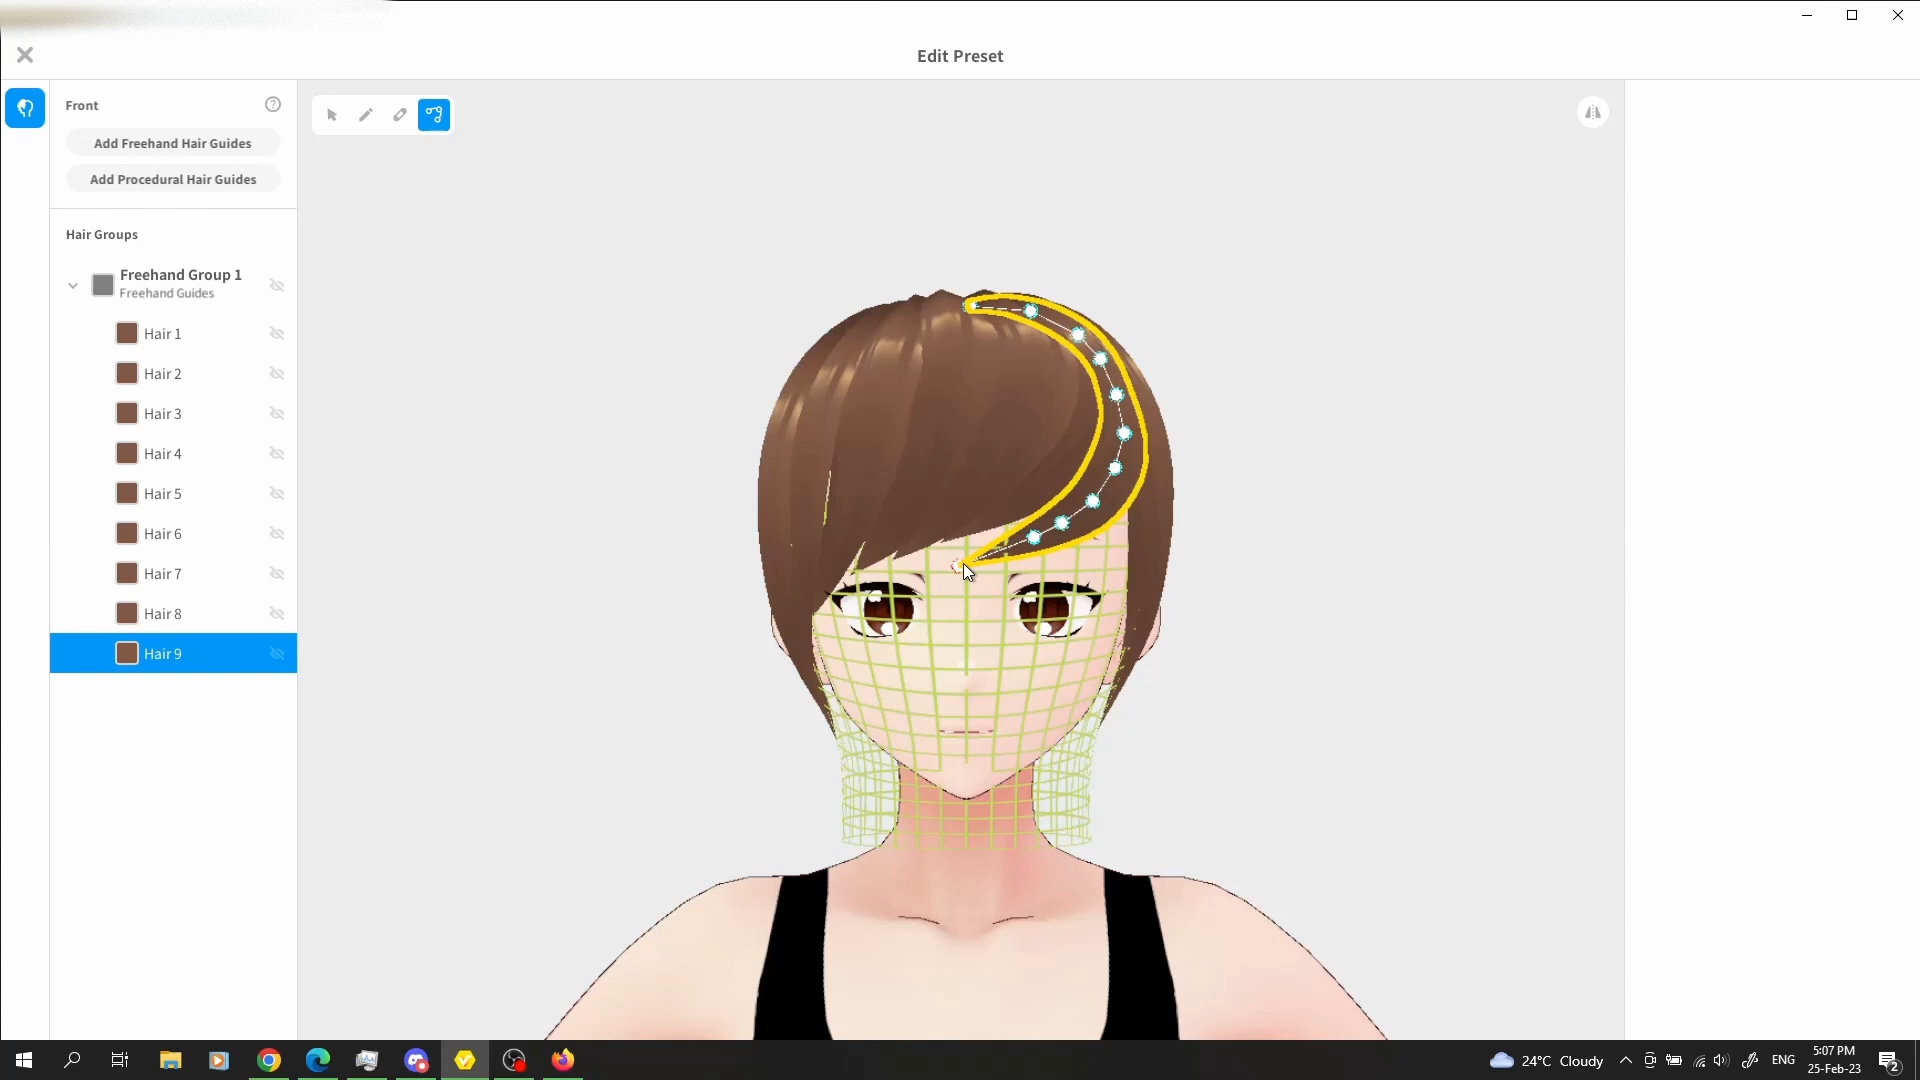 Edit Preset
Front
Add Freehand Hair Guides
Add Procedural Hair Guides
Hair Groups
Freehand Group 1
Freehand Guides
Hair 1
Hair 2
Hair 3
Hair 4
Hair 5
Hair 6
Hair 7
Hair 8
Hair 9
24°C Cloudy
ENG
5:07 PM
25-Feb-23
2